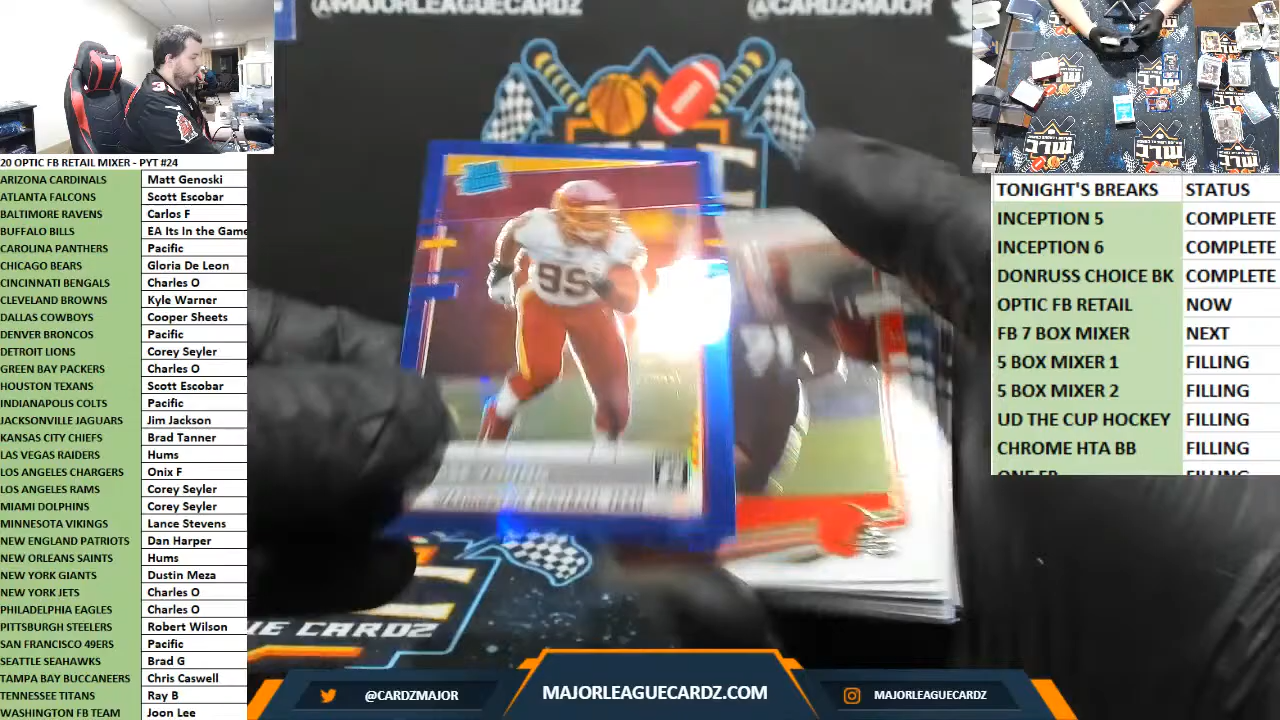 @MAJORLEAGUECARDZ
@CARDZMAJOR
20 OPTIC FB RETAIL MIXER - PYT #24
ARIZONA CARDINALS Matt Genoski
ATLANTA FALCONS Scott Escobar
BALTIMORE RAVENS Carlos F
BUFFALO BILLS EA Its In the Game
CAROLINA PANTHERS Pacific
CHICAGO BEARS Gloria De Leon
CINCINNATI BENGALS Charles O
CLEVELAND BROWNS Kyle Warner
DALLAS COWBOYS Cooper Sheets
DENVER BRONCOS Pacific
DETROIT LIONS Corey Seyler
GREEN BAY PACKERS Charles O
HOUSTON TEXANS Scott Escobar
INDIANAPOLIS COLTS Pacific
JACKSONVILLE JAGUARS Jim Jackson
KANSAS CITY CHIEFS Brad Tanner
LAS VEGAS RAIDERS Hums
LOS ANGELES CHARGERS Onix F
LOS ANGELES RAMS Corey Seyler
MIAMI DOLPHINS Corey Seyler
MINNESOTA VIKINGS Lance Stevens
NEW ENGLAND PATRIOTS Dan Harper
NEW ORLEANS SAINTS Hums
NEW YORK GIANTS Dustin Meza
NEW YORK JETS Charles O
PHILADELPHIA EAGLES Charles O
PITTSBURGH STEELERS Robert Wilson
SAN FRANCISCO 49ERS Pacific
SEATTLE SEAHAWKS Brad G
TAMPA BAY BUCCANEERS Chris Caswell
TENNESSEE TITANS Ray B
WASHINGTON FB TEAM Joon Lee
WASHINGTON FOOTBALL TEAM
CARDZ
TONIGHT'S BREAKS STATUS
INCEPTION 5 COMPLETE
INCEPTION 6 COMPLETE
DONRUSS CHOICE BK COMPLETE
OPTIC FB RETAIL NOW
FB 7 BOX MIXER NEXT
5 BOX MIXER 1 FILLING
5 BOX MIXER 2 FILLING
UD THE CUP HOCKEY FILLING
CHROME HTA BB FILLING
@CARDZMAJOR
MAJORLEAGUECARDZ.COM
MAJORLEAGUECARDZ